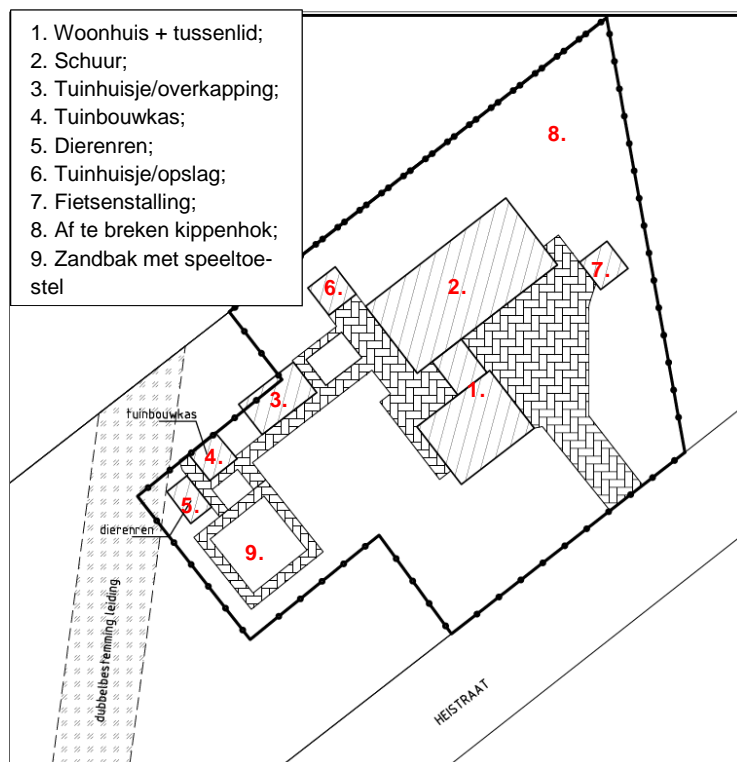 1. Woonhuis + tussenlid;
2. Schuur;
3. Tuinhuisje/overkapping;
4. Tuinbouwkas;
5. Dierenren;
6. Tuinhuisje/opslag;
7. Fietsenstalling;
8. Af te breken kippenhok;
9. Zandbak met speeltoe-
stel
8.
7.
6.
2.
1.
3.
tuinbouwkas
4.
5.
dierenren
9.
dubbelbestemming leiding
HEISTRAAT